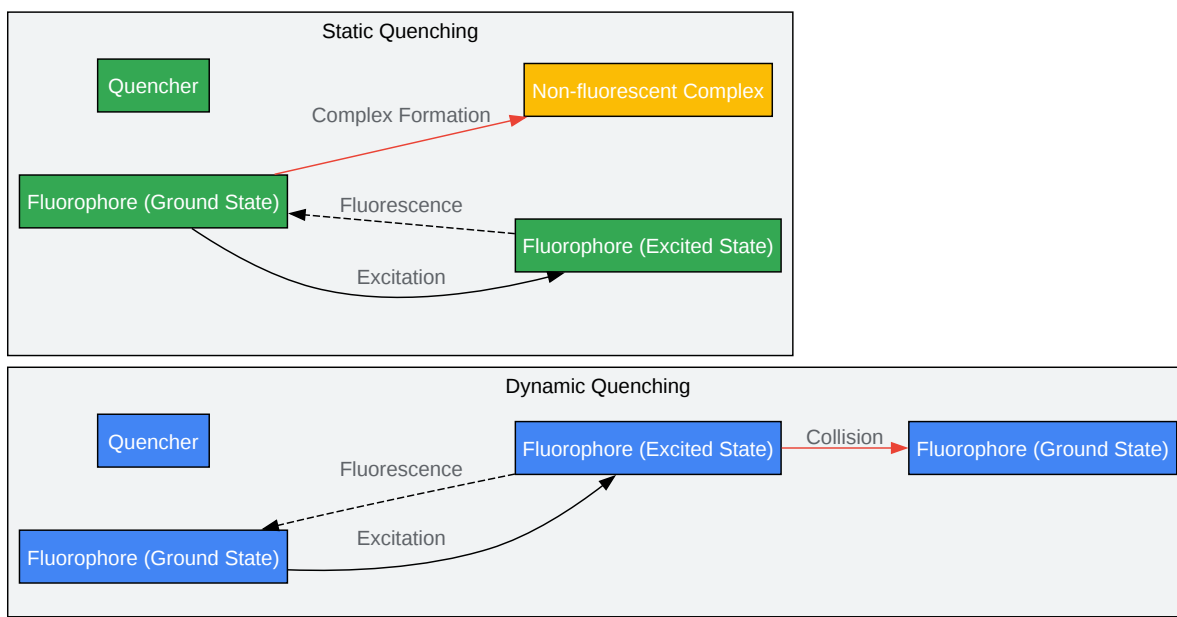 Static Quenching
Quencher
Non-fluorescent Complex
Complex Formation
Fluorophore (Ground State)
Fluorescence
Fluorophore (Excited State)
Excitation
Dynamic Quenching
Quencher
Fluorophore (Excited State)
Collision
Fluorophore (Ground State)
Fluorescence
Excitation
Fluorophore (Ground State)